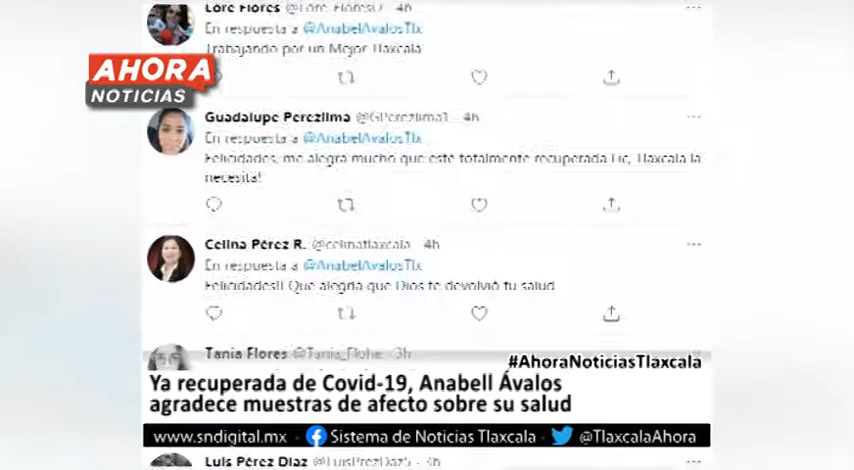 Lore Flores
4h
En respuesta a @AnabelAvalosTlx
Trabajando por un Mejor Tlaxcala
AHORA
NOTICIAS
Guadalupe Perezlima @GPerezlima1 · 4h
En respuesta a @AnabelAvalosTlx
Felicidades, me alegra mucho que esté totalmente recuperada Lic, Tlaxcala la
necesita!
Celina Pérez R. @celinatlaxcala · 4h
En respuesta a @AnabelAvalosTlx
Felicidades!! Que alegría que Dios te devolvió tu salud
Tania Flores
3h
#AhoraNoticiasTlaxcala
Ya recuperada de Covid-19, Anabell Ávalos
agradece muestras de afecto sobre su salud
www.sndigital.mx - Sistema de Noticias Tlaxcala - @TlaxcalaAhora
Luis Pérez Díaz